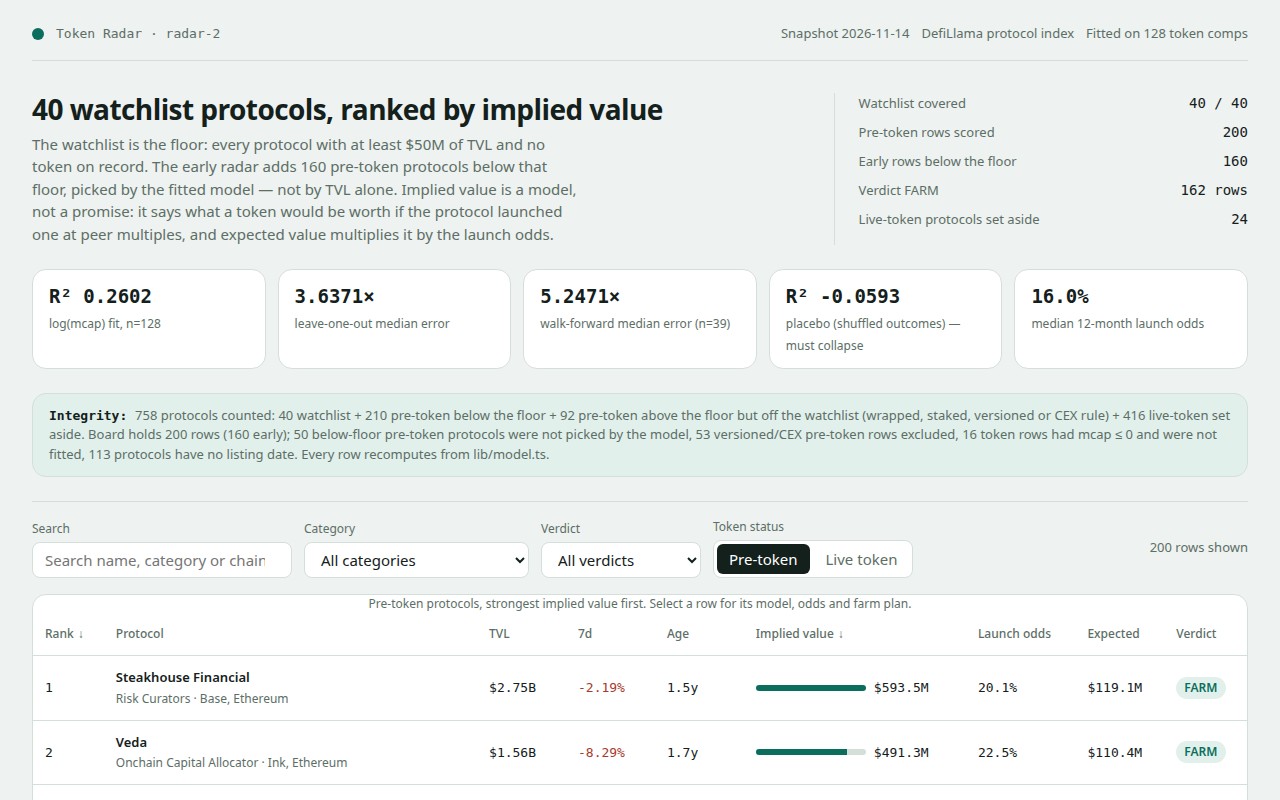 Token Radar · radar-2
Snapshot 2026-11-14 DefiLlama protocol index Fitted on 128 token comps
40 watchlist protocols, ranked by implied value
The watchlist is the floor: every protocol with at least $50M of TVL and no
token on record. The early radar adds 160 pre-token protocols below that
floor, picked by the fitted model — not by TVL alone. Implied value is a model,
not a promise: it says what a token would be worth if the protocol launched
one at peer multiples, and expected value multiplies it by the launch odds.
Watchlist covered 40 / 40
Pre-token rows scored 200
Early rows below the floor 160
Verdict FARM 162 rows
Live-token protocols set aside 24
R² 0.2602
log(mcap) fit, n=128
3.6371×
leave-one-out median error
5.2471×
walk-forward median error (n=39)
R² -0.0593
placebo (shuffled outcomes) —
must collapse
16.0%
median 12-month launch odds
Integrity: 758 protocols counted: 40 watchlist + 210 pre-token below the floor + 92 pre-token above the floor but off the watchlist (wrapped, staked, versioned or CEX rule) + 416 live-token set
aside. Board holds 200 rows (160 early); 50 below-floor pre-token protocols were not picked by the model, 53 versioned/CEX pre-token rows excluded, 16 token rows had mcap ≤ 0 and were not
fitted, 113 protocols have no listing date. Every row recomputes from lib/model.ts.
Search
Search name, category or chain
Category
All categories
Verdict
All verdicts
Token status
Pre-token Live token
200 rows shown
Pre-token protocols, strongest implied value first. Select a row for its model, odds and farm plan.
Rank ↓ Protocol TVL 7d Age Implied value ↓ Launch odds Expected Verdict
1 Steakhouse Financial $2.75B -2.19% 1.5y $593.5M 20.1% $119.1M FARM
Risk Curators · Base, Ethereum
2 Veda $1.56B -8.29% 1.7y $491.3M 22.5% $110.4M FARM
Onchain Capital Allocator · Ink, Ethereum